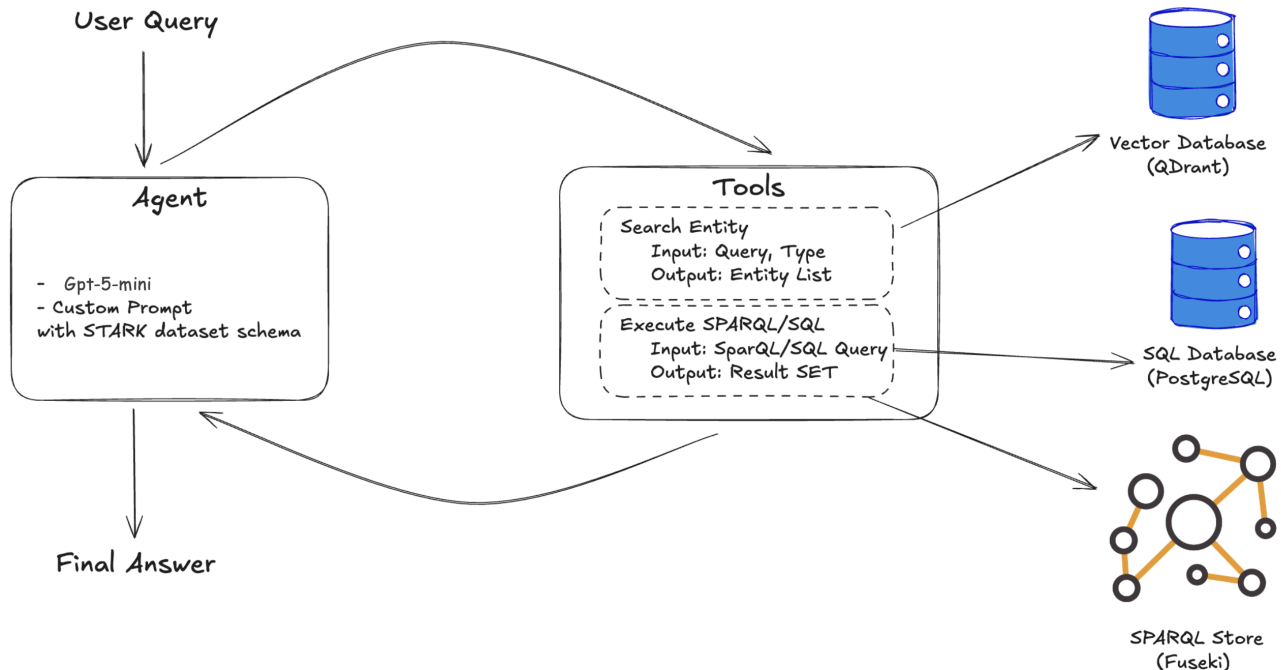 User Query
Agent
-   Gpt-5-mini
- Custom Prompt
with STARK dataset schema
Final Answer
Tools
Search Entity
Input: Query, Type
Output: Entity List
Execute SPARQL/SQL
Input: SparQL/SQL Query
Output: Result SET
Vector Database
(QDrant)
SQL Database
(PostgreSQL)
SPARQL Store
(Fuseki)